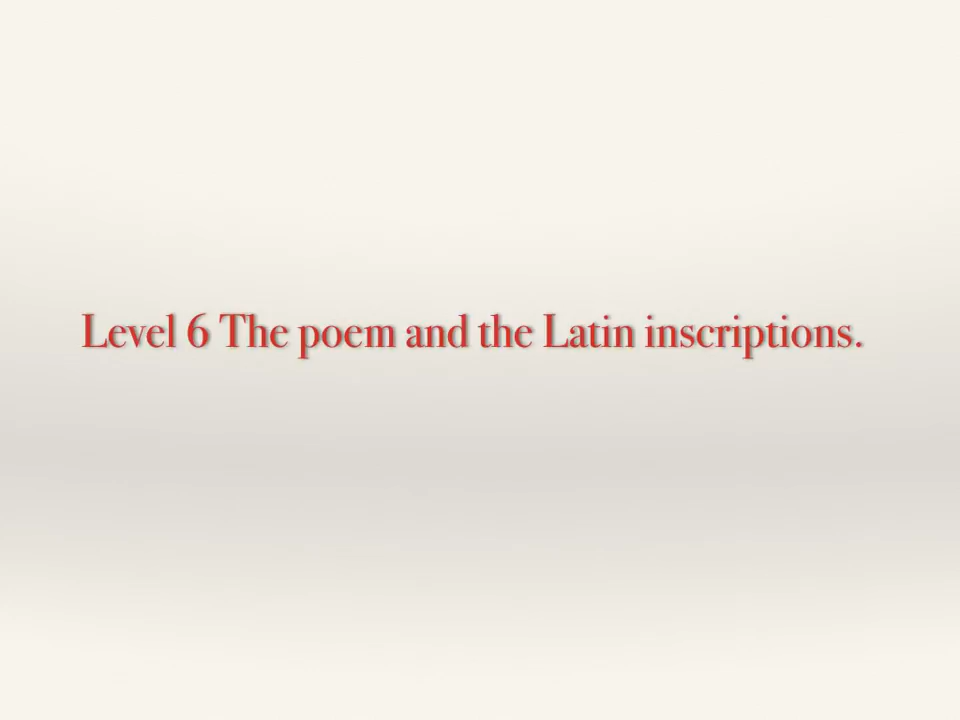 Level 6 The poem and the Latin inscriptions.